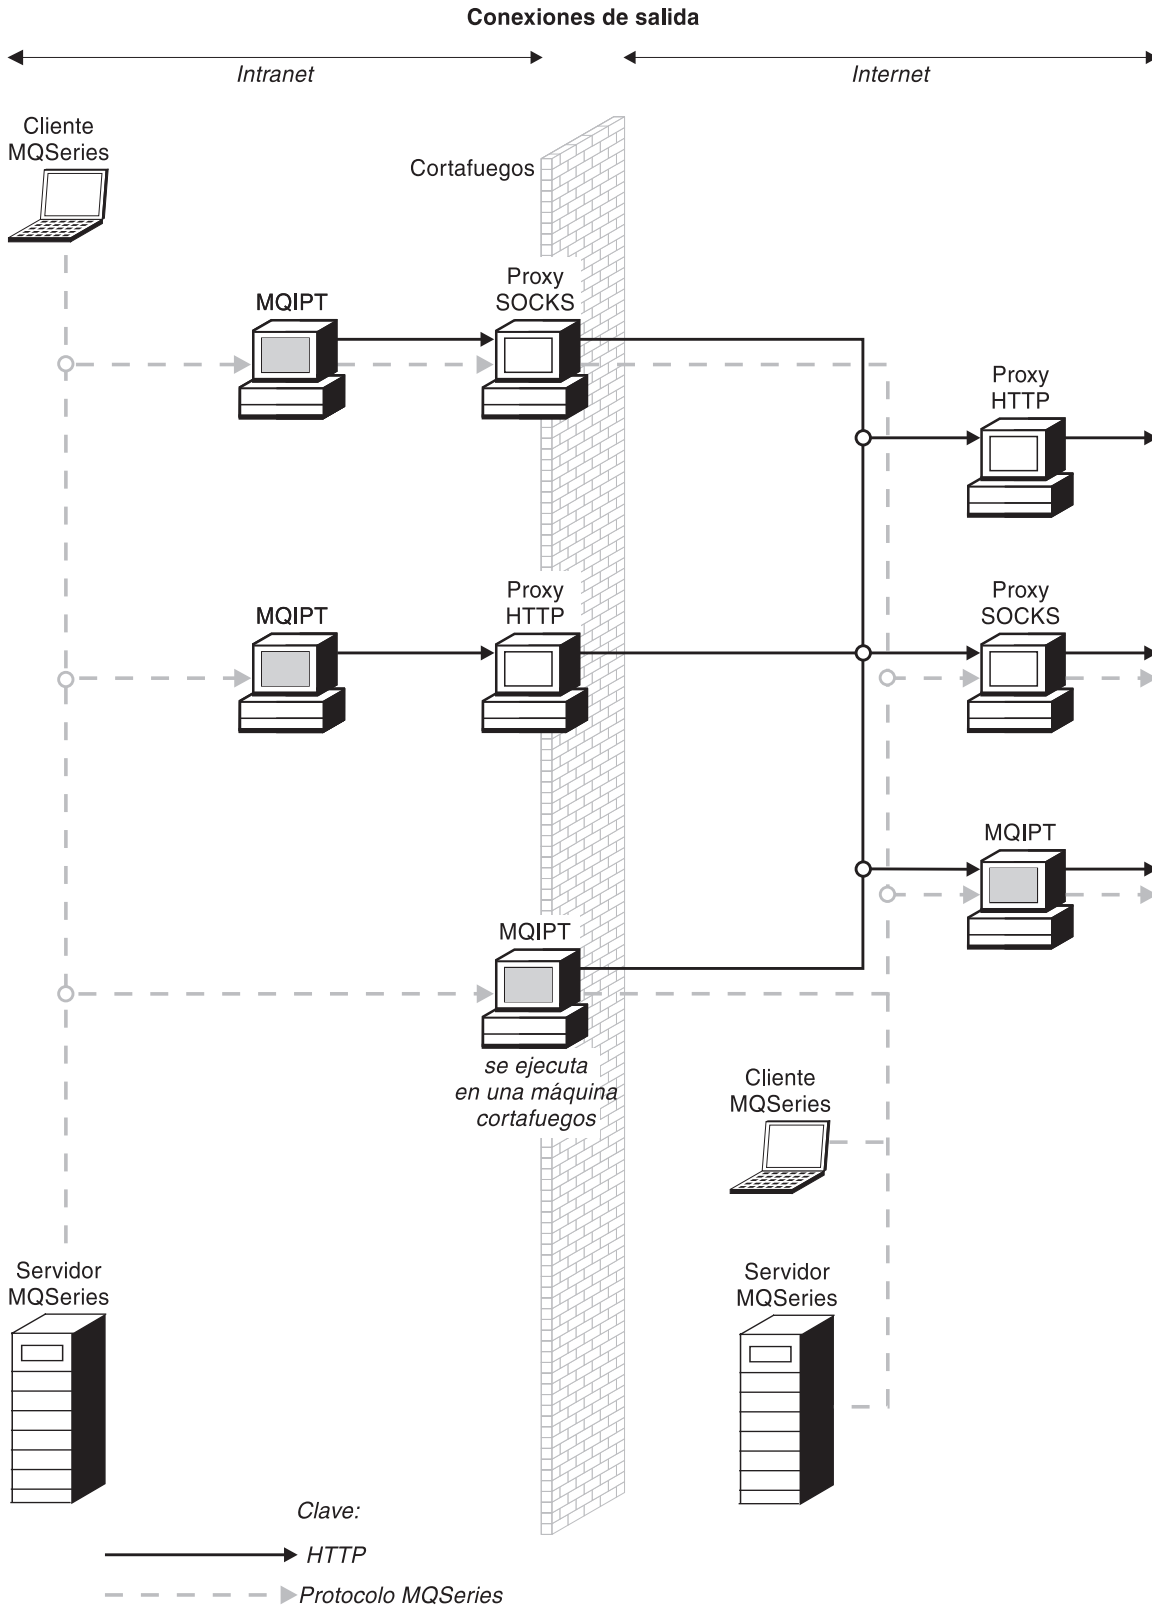 Conexiones de salida
Intranet
Internet
Cliente
MQSeries
Cortafuegos
Proxy
SOCKS
MQIPT
Proxy
HTTP
MQIPT
Proxy
HTTP
Proxy
SOCKS
MQIPT
MQIPT
se ejecuta
en una máquina
cortafuegos
Cliente
MQSeries
Servidor
MQSeries
Servidor
MQSeries
Clave:
HTTP
Protocolo MQSeries